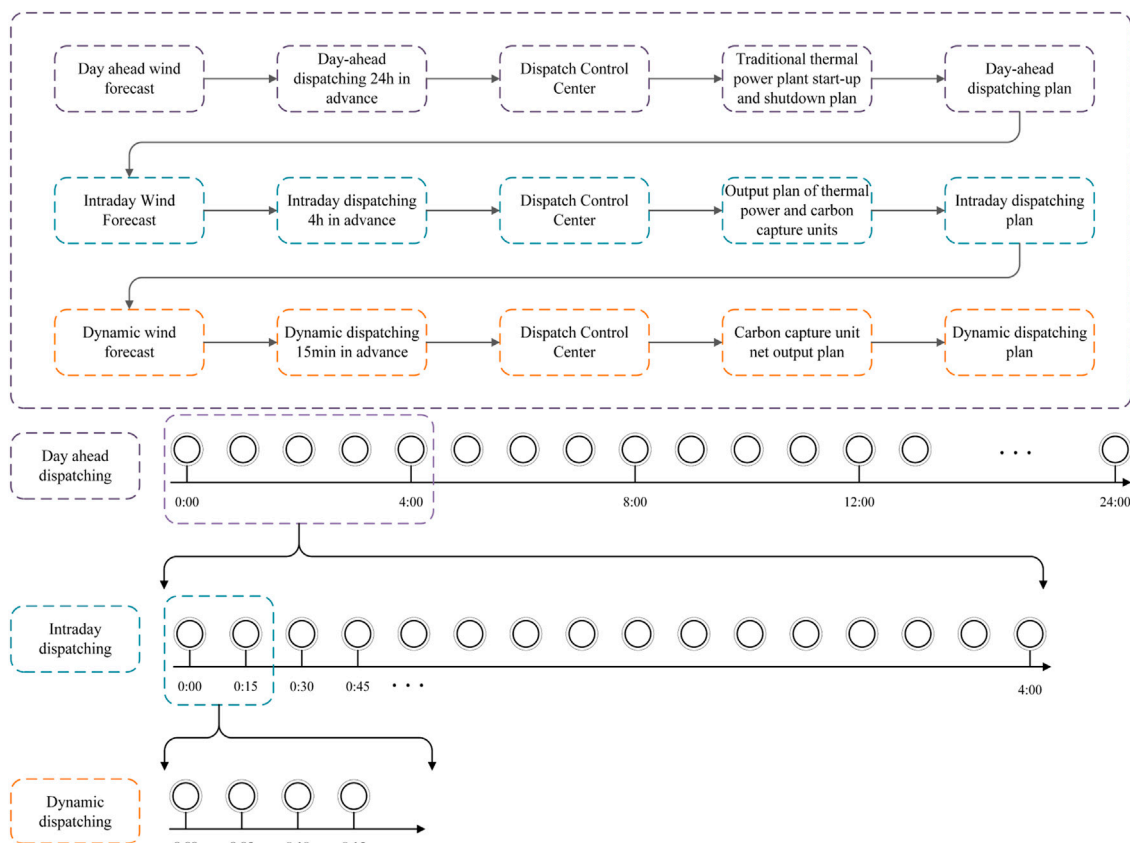 Day ahead wind
forecast
Day-ahead
dispatching 24h in
advance
Dispatch Control
Center
Traditional thermal
power plant start-up
and shutdown plan
Day-ahead
dispatching plan
Intraday Wind
Forecast
Intraday dispatching
4h in advance
Dispatch Control
Center
Output plan of thermal
power and carbon
capture units
Intraday dispatching
plan
Dynamic wind
forecast
Dynamic dispatching
15min in advance
Dispatch Control
Center
Carbon capture unit
net output plan
Dynamic dispatching
plan
Day ahead
dispatching
0:00 4:00 8:00 12:00 24:00
...
Intraday
dispatching
0:00 0:15 0:30 0:45 ... 4:00
Dynamic
dispatching